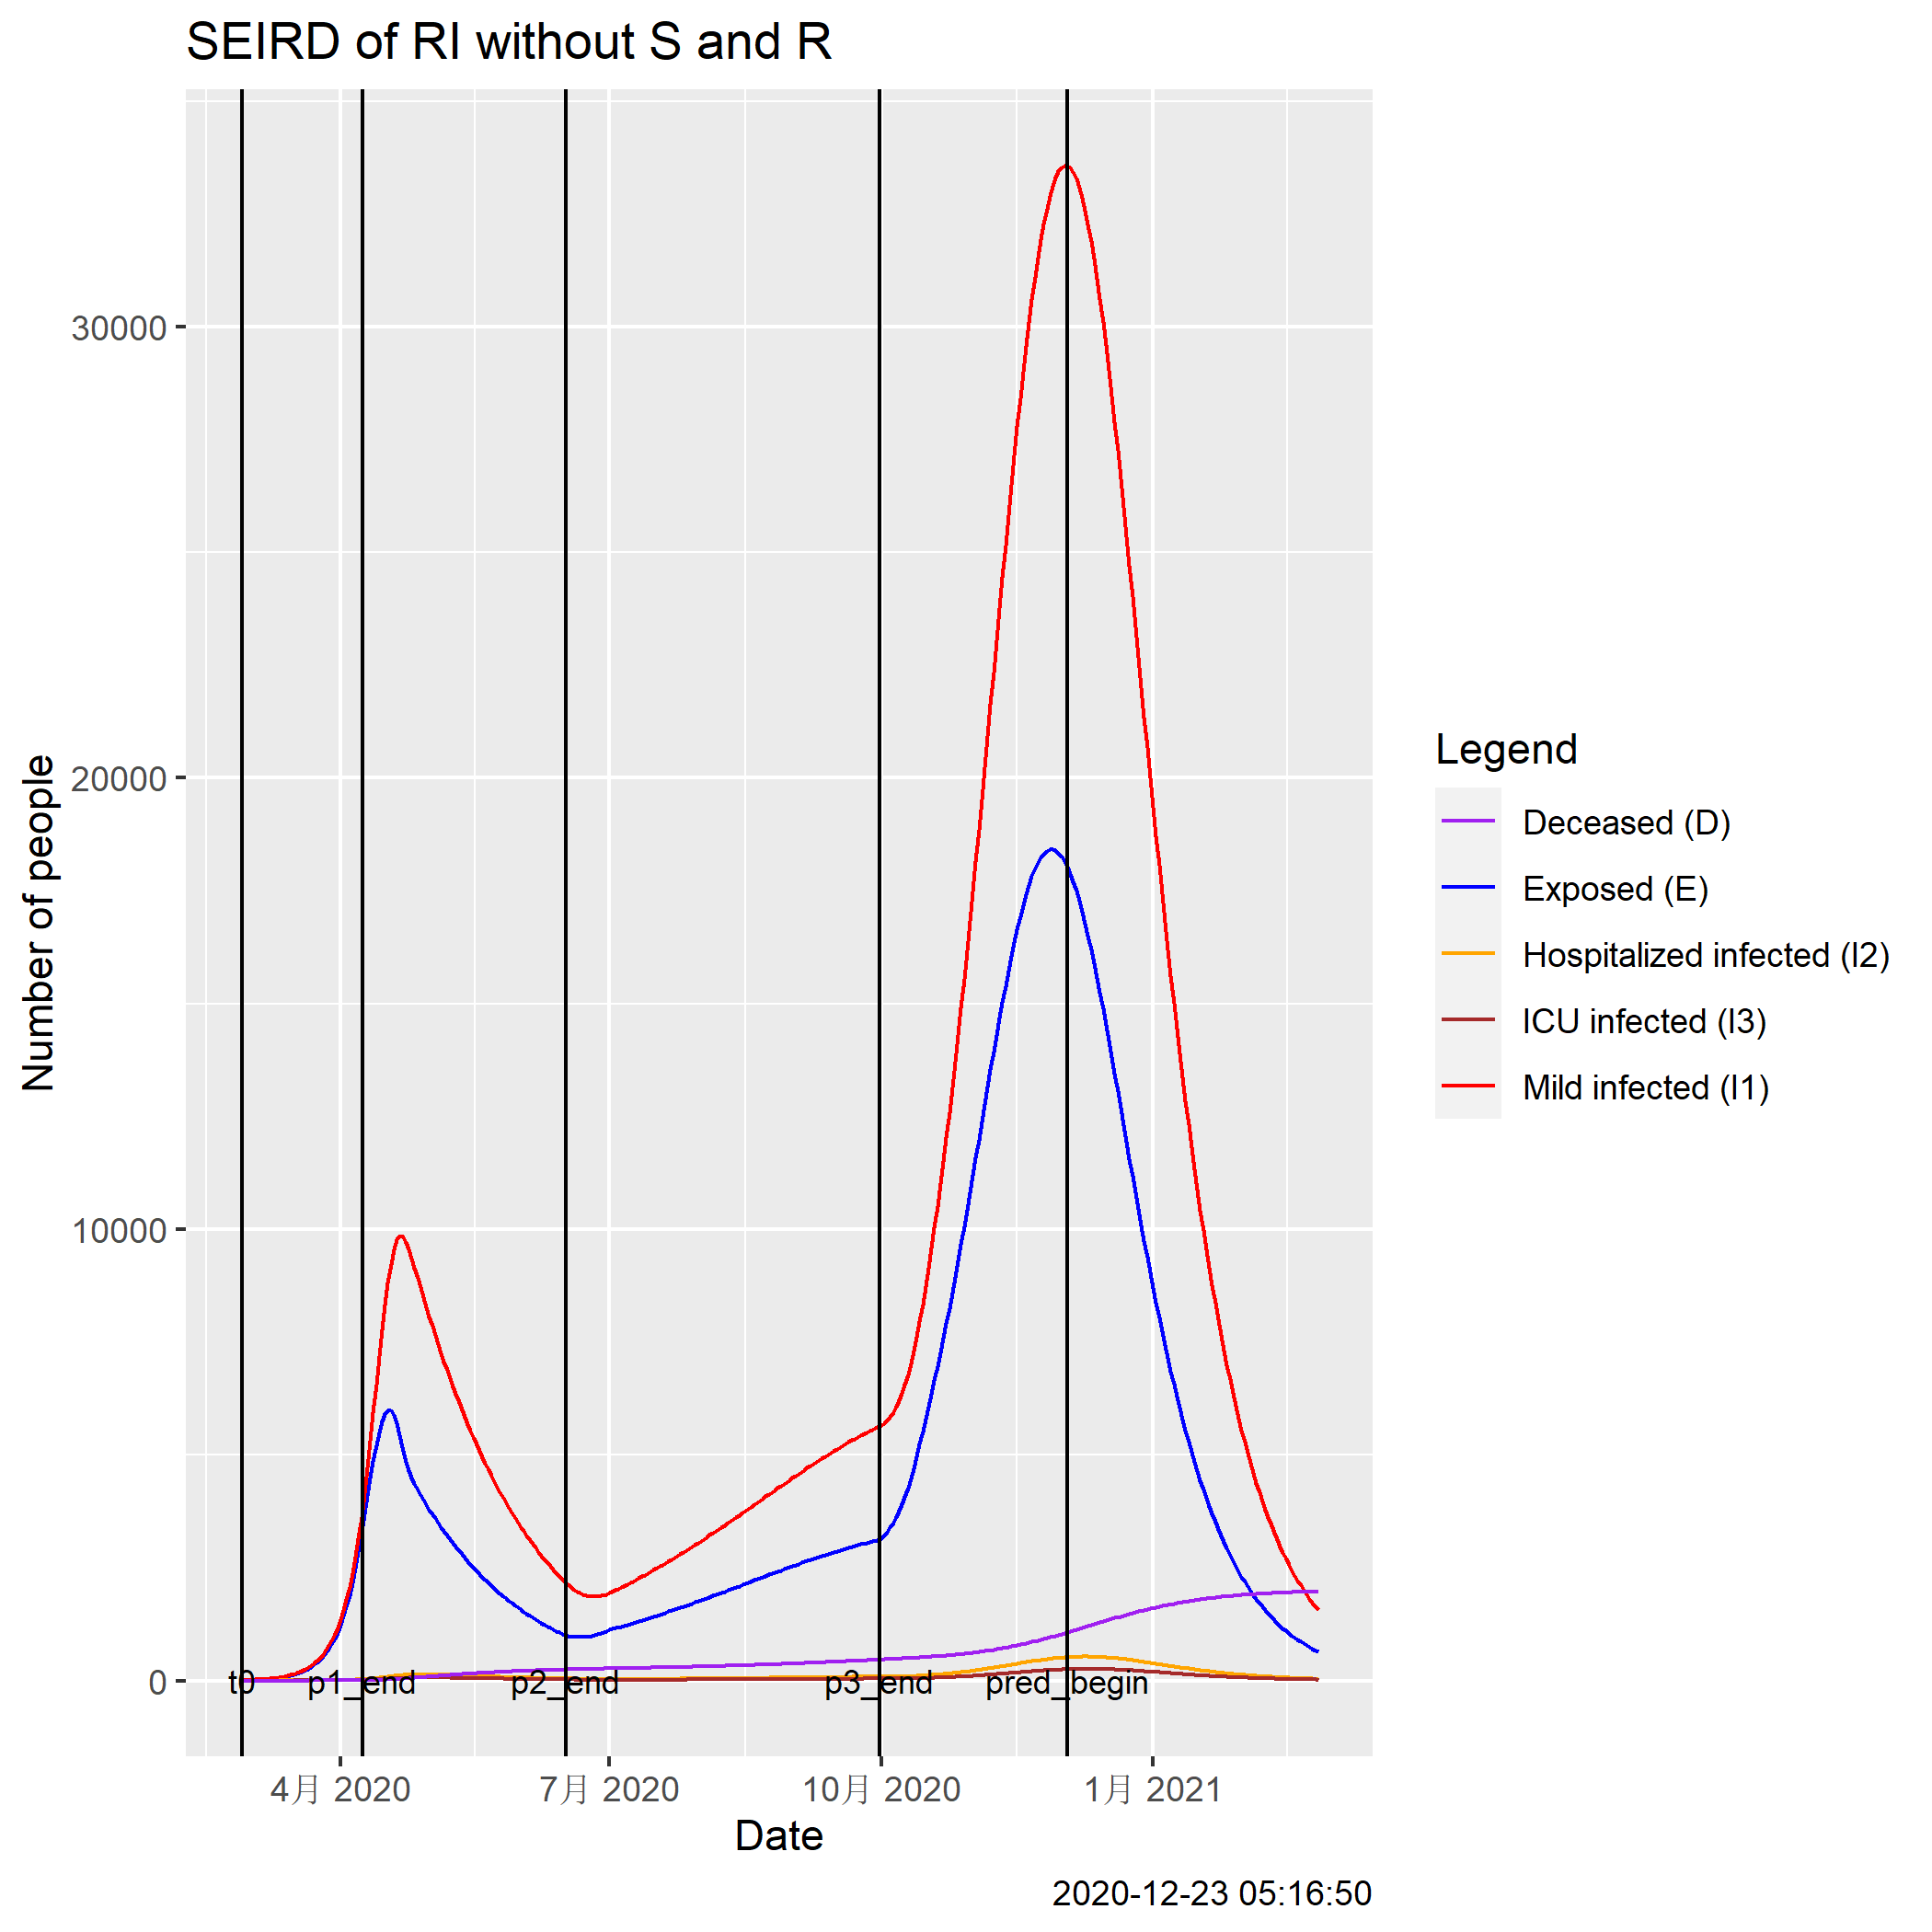 SEIRD of RI without S and R
Number of people
30000
20000
10000
0
t0
p1_end
p2_end
p3_end
pred_begin
4月 2020
7月 2020
10月 2020
1月 2021
Date
Legend
Deceased (D)
Exposed (E)
Hospitalized infected (I2)
ICU infected (I3)
Mild infected (I1)
2020-12-23 05:16:50